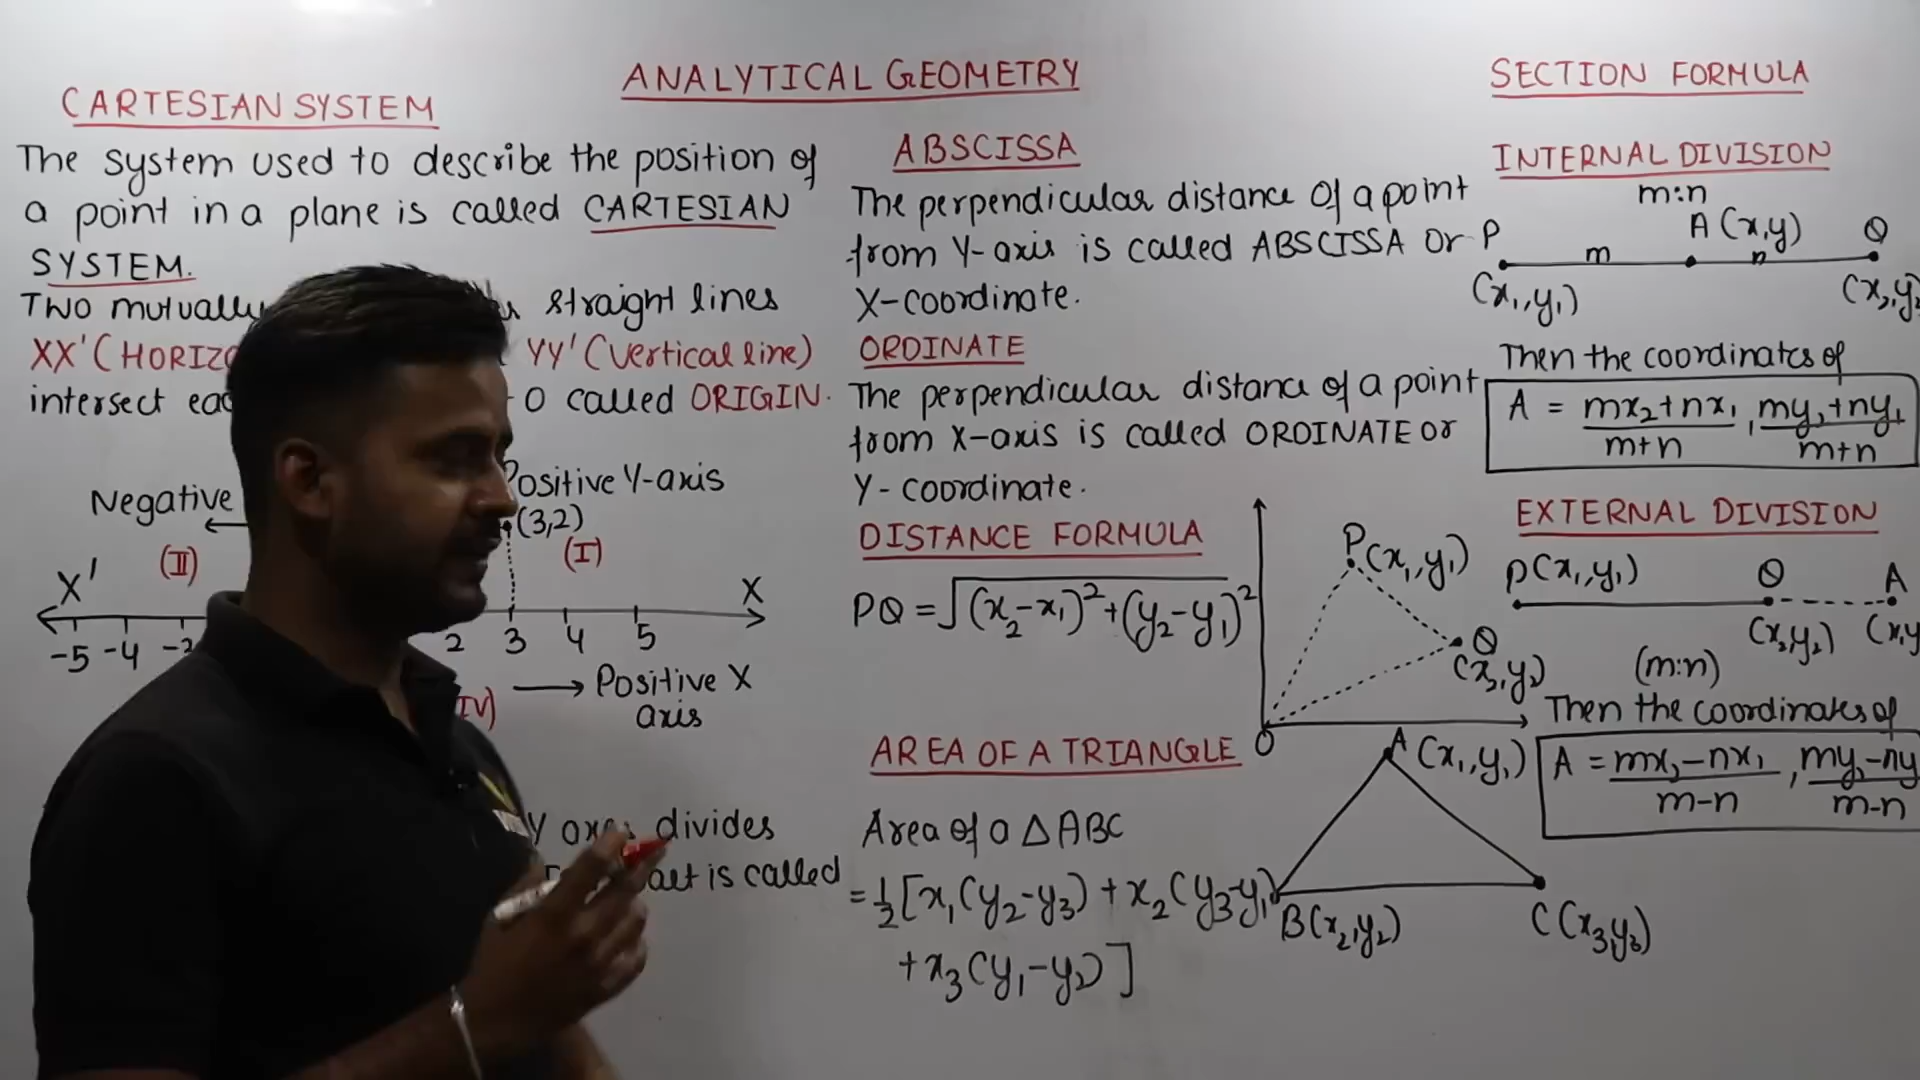 ANALYTICAL GEOMETRY
CARTESIAN SYSTEM
The system used to describe the position of
a point in a plane is called CARTESIAN
SYSTEM.
Two mutually straight lines
XX' (HORIZO YY' (Vertical line)
intersect O called ORIGIN.
Negative
Positive Y-axis
(3,2)
(II)
(I)
X'
X
-5 -4 2 3 4 5
Positive X
axis
IV)
Y axes divides
is called
ABSCISSA
The perpendicular distance of a point
from Y-axis is called ABSCISSA or
X-coordinate.
ORDINATE
The perpendicular distance of a point
from X-axis is called ORDINATE or
Y-coordinate.
DISTANCE FORMULA
PQ = √(x₂-x₁)²+(y₂-y₁)²
P(x₁,y₁)
Q
(x₂,y₂)
O
AREA OF A TRIANGLE
Area of a △ABC
= ½[x₁(y₂-y₃) + x₂(y₃-y₁)
+x₃(y₁-y₂)]
A (x₁,y₁)
B(x₂,y₂)
C(x₃,y₃)
SECTION FORMULA
INTERNAL DIVISION
m:n
P A(x,y) Q
m n
(x₁,y₁) (x₂,y₂
Then the coordinates of
A = mx₂+nx₁/m+n , my₂+ny₁/m+n
EXTERNAL DIVISION
P(x₁,y₁) Q A
(x₂,y₂) (x,y
(m:n)
Then the coordinates of
A = mx₂-nx₁/m-n , my₂-ny/m-n